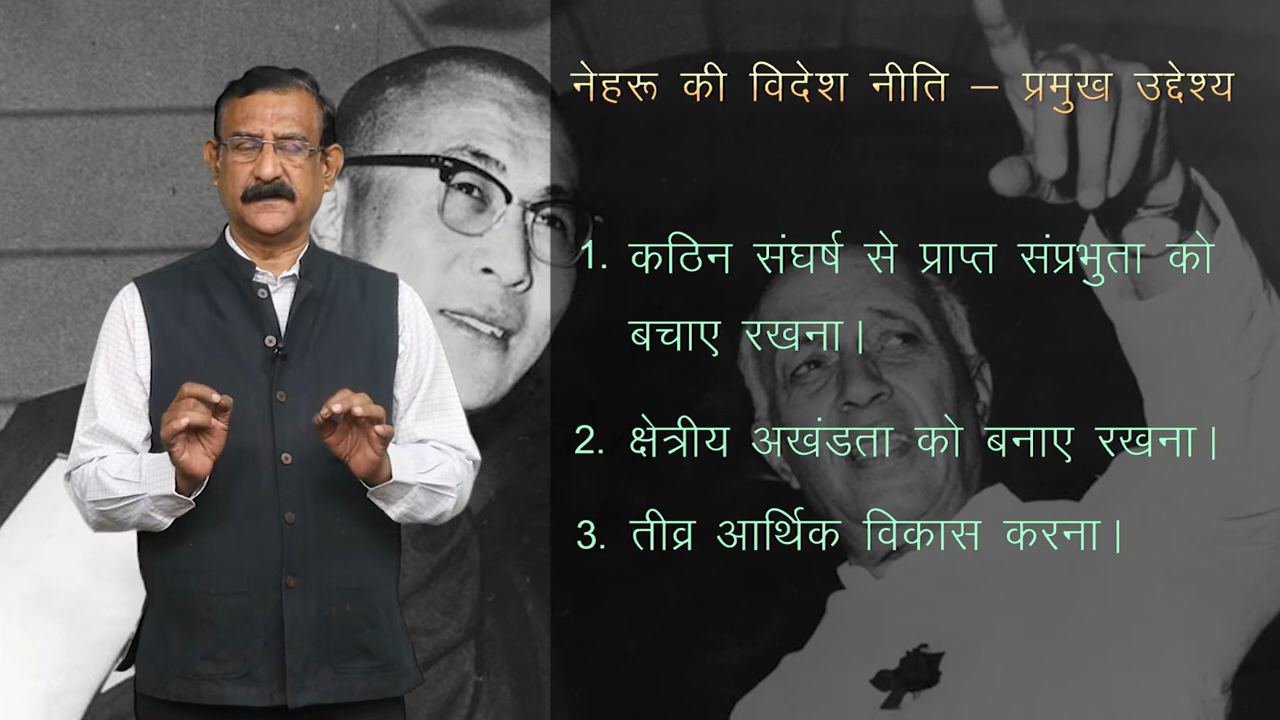 नेहरू की विदेश नीति – प्रमुख उद्देश्य
1. कठिन संघर्ष से प्राप्त संप्रभुता को
बचाए रखना।
2. क्षेत्रीय अखंडता को बनाए रखना।
3. तीव्र आर्थिक विकास करना।